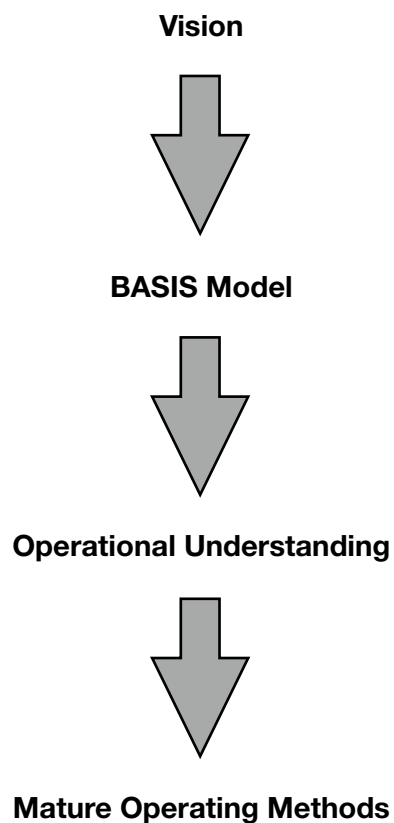 Vision
BASIS Model
Operational Understanding
Mature Operating Methods